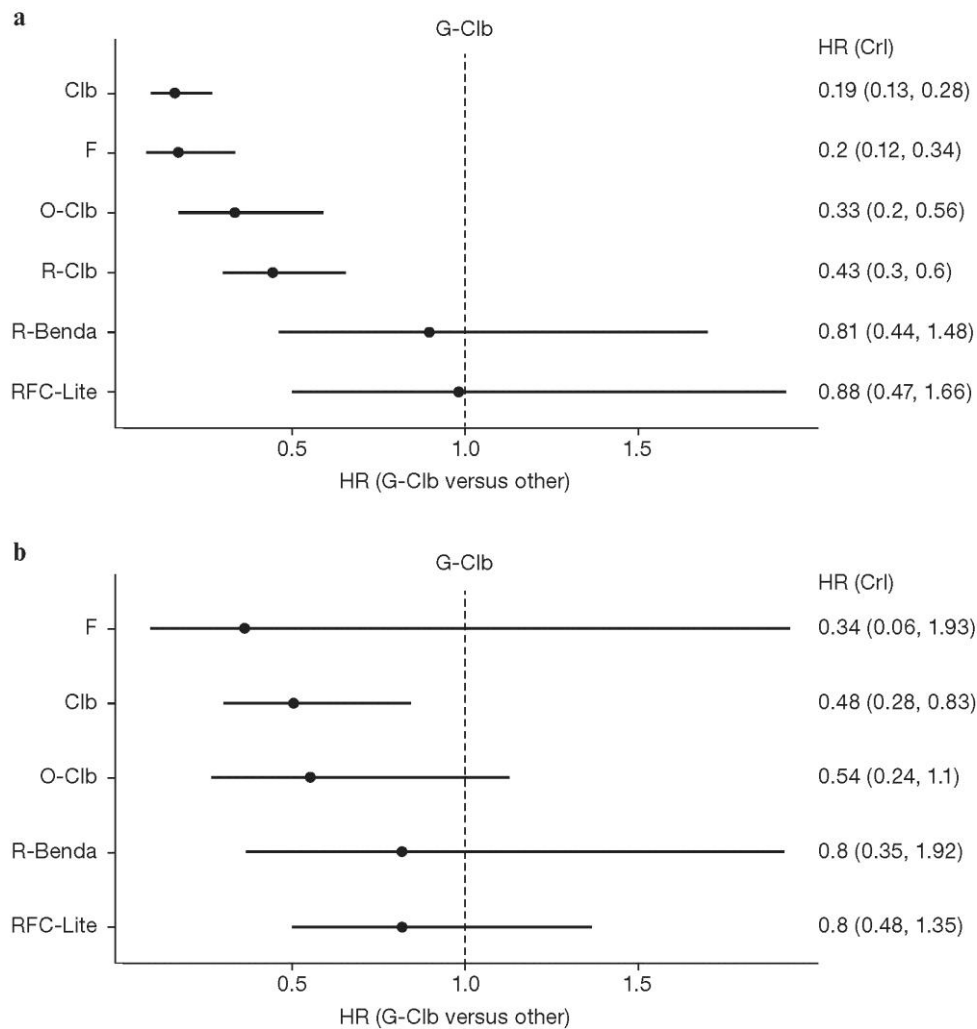 a
G-Clb
HR (Crl)
Clb 0.19 (0.13, 0.28)
F 0.2 (0.12, 0.34)
O-Clb 0.33 (0.2, 0.56)
R-Clb 0.43 (0.3, 0.6)
R-Benda 0.81 (0.44, 1.48)
RFC-Lite 0.88 (0.47, 1.66)
0.5 1.0 1.5
HR (G-Clb versus other)
b
G-Clb
HR (Crl)
F 0.34 (0.06, 1.93)
Clb 0.48 (0.28, 0.83)
O-Clb 0.54 (0.24, 1.1)
R-Benda 0.8 (0.35, 1.92)
RFC-Lite 0.8 (0.48, 1.35)
0.5 1.0 1.5
HR (G-Clb versus other)